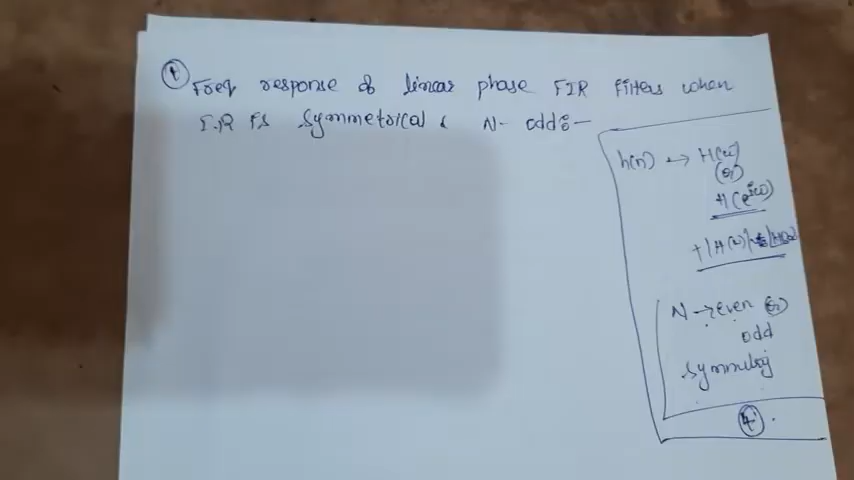 ① Freq response of linear phase FIR Filters when
I.R is symmetrical & N- odd:-
h(n) ↔ H(ω)
(or)
H(e^jω)
N → even (or)
odd
symmetry
④